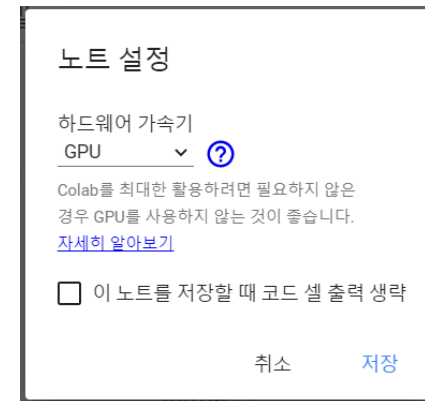 노트 설정
하드웨어 가속기
GPU
Colab를 최대한 활용하려면 필요하지 않은
경우 GPU를 사용하지 않는 것이 좋습니다.
자세히 알아보기
이 노트를 저장할 때 코드 셀 출력 생략
취소 저장